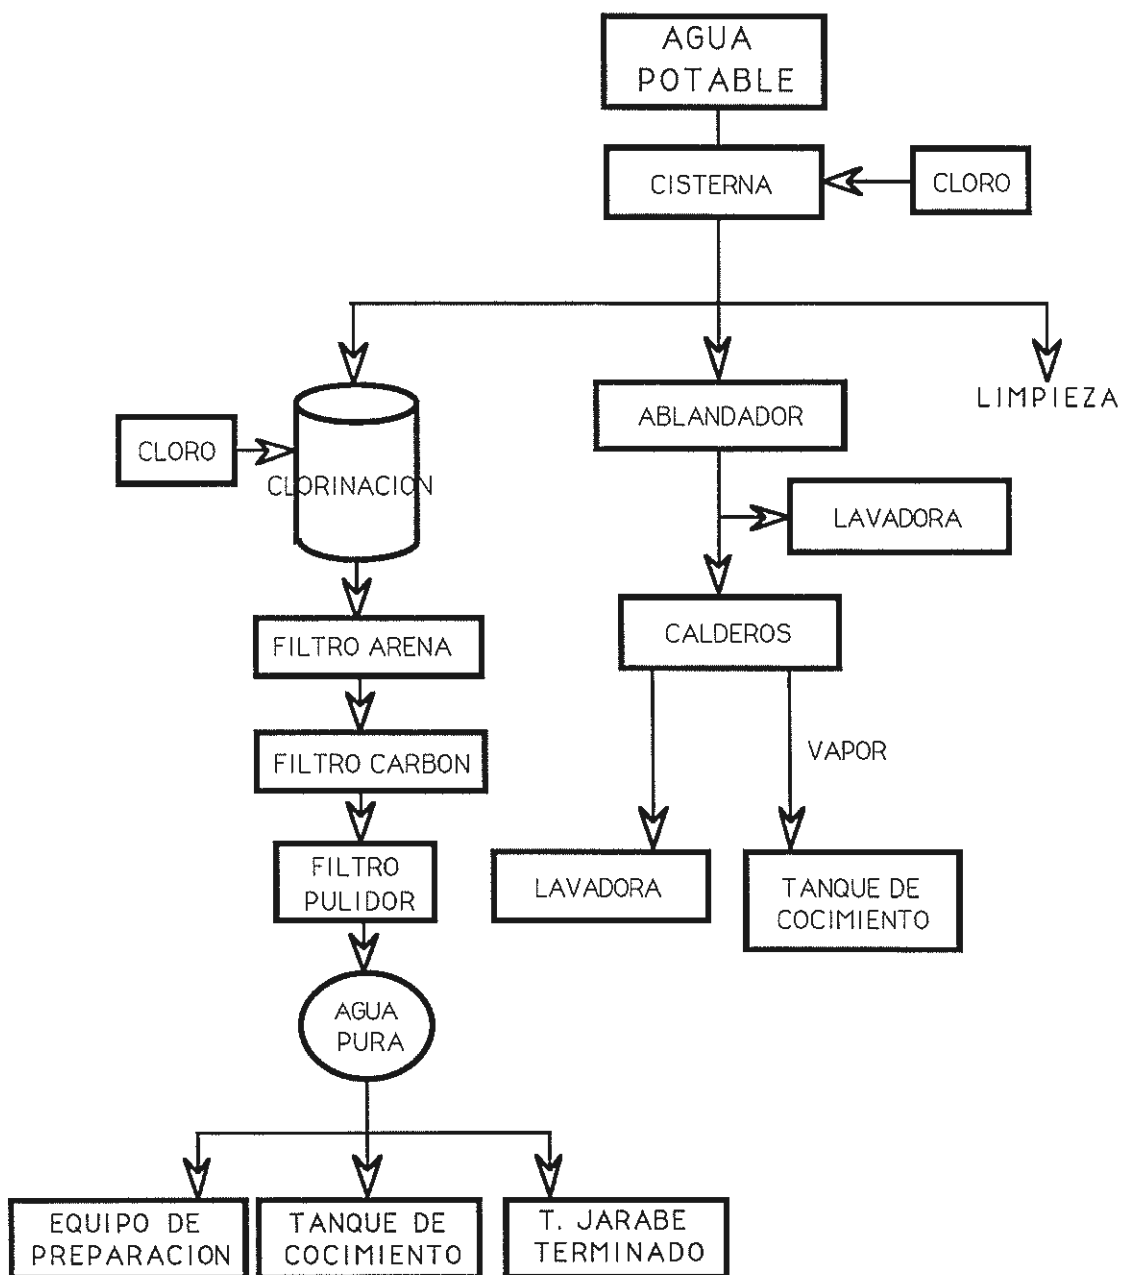 AGUA
POTABLE
CISTERNA
CLORO
LIMPIEZA
ABLANDADOR
CLORO
CLORINACION
LAVADORA
FILTRO ARENA
CALDEROS
FILTRO CARBON
VAPOR
FILTRO
PULIDOR
LAVADORA
TANQUE DE
COCIMIENTO
AGUA
PURA
EQUIPO DE
PREPARACION
TANQUE DE
COCIMIENTO
T. JARABE
TERMINADO